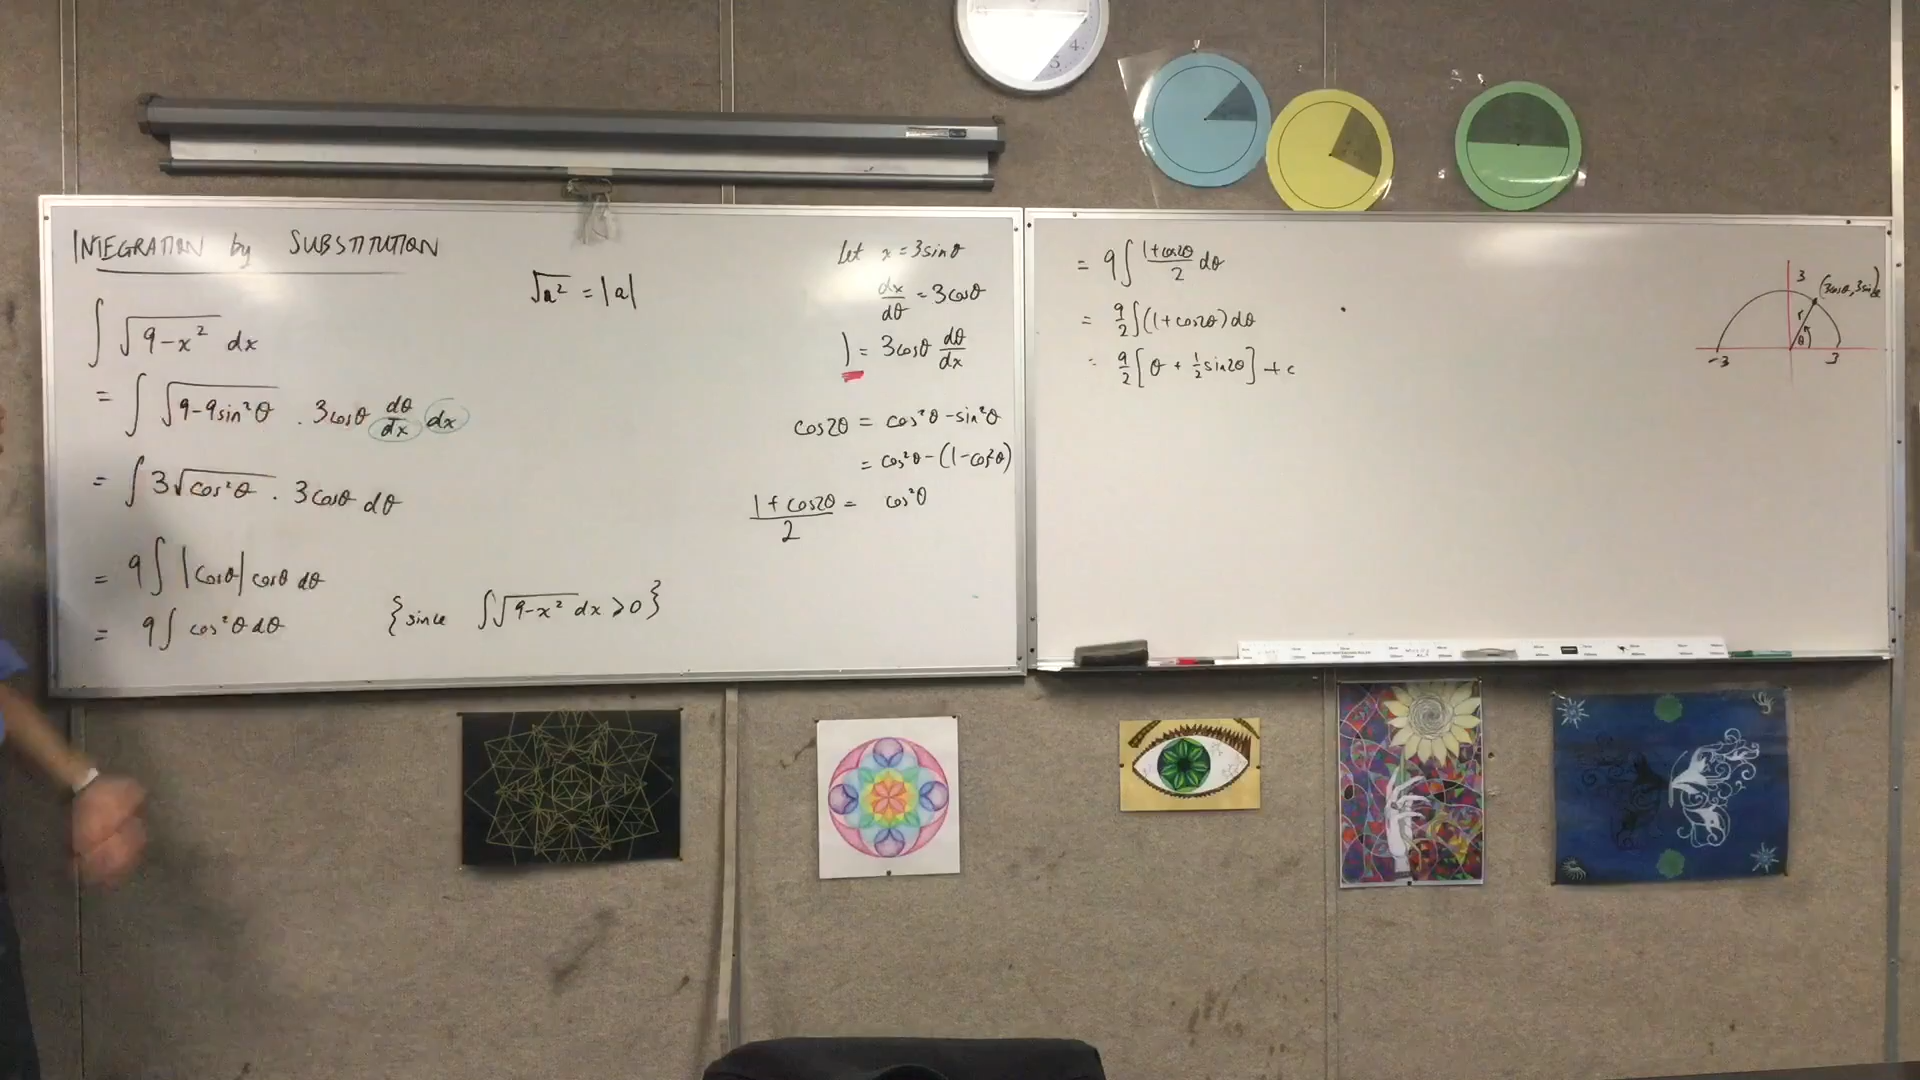 INTEGRATION by SUBSTITUTION
∫ √(9-x²) dx
= ∫ √(9-9sin²θ) . 3cosθ dθ/dx dx
= ∫ 3√(cos²θ) . 3cosθ dθ
= 9∫ |cosθ| cosθ dθ
= 9∫ cos²θ dθ {since ∫√(9-x²) dx ≥ 0}
√a² = |a|
Let x = 3sinθ
dx/dθ = 3cosθ
1 = 3cosθ dθ/dx
cos2θ = cos²θ - sin²θ
= cos²θ - (1-cos²θ)
(1 + cos2θ)/2 = cos²θ
= 9∫ (1+cos2θ)/2 dθ
= 9/2 ∫(1+cos2θ) dθ
= 9/2 [θ + 1/2 sin2θ] + c
3
(3cosθ, 3sinθ)
r
θ
-3
3